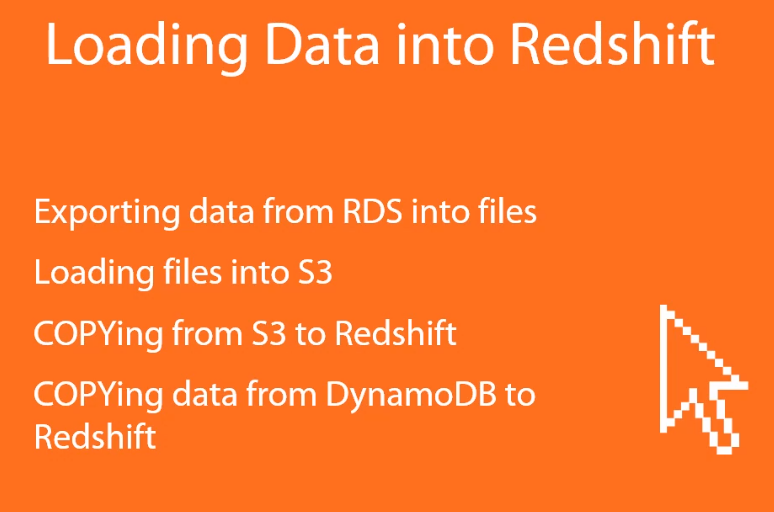 Loading Data into Redshift
Exporting data from RDS into files
Loading files into S3
COPYing from S3 to Redshift
COPYing data from DynamoDB to
Redshift